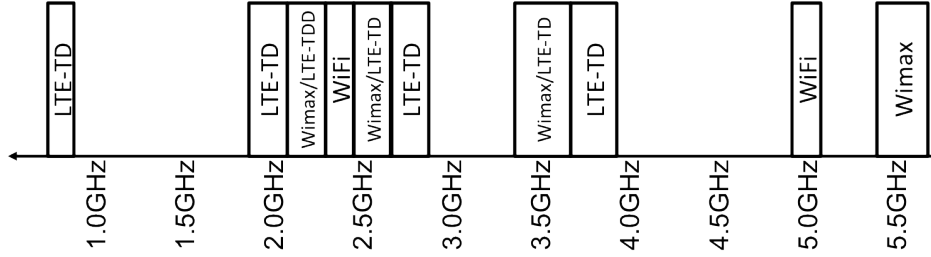 LTE-TD
LTE-TD
Wimax/LTE-TDD
WiFi
Wimax/LTE-TD
LTE-TD
Wimax/LTE-TD
LTE-TD
WiFi
Wimax
1.0GHz
1.5GHz
2.0GHz
2.5GHz
3.0GHz
3.5GHz
4.0GHz
4.5GHz
5.0GHz
5.5GHz